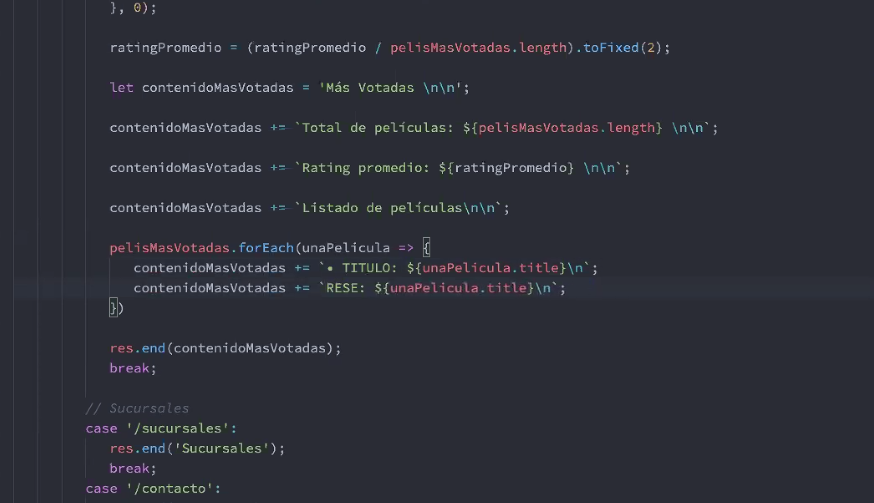 }, 0);
ratingPromedio = (ratingPromedio / pelisMasVotadas.length).toFixed(2);
let contenidoMasVotadas = 'Más Votadas \n\n';
contenidoMasVotadas += `Total de películas: ${pelisMasVotadas.length} \n\n`;
contenidoMasVotadas += `Rating promedio: ${ratingPromedio} \n\n`;
contenidoMasVotadas += `Listado de películas\n\n`;
pelisMasVotadas.forEach(unaPelicula => {
contenidoMasVotadas += `• TITULO: ${unaPelicula.title}\n`;
contenidoMasVotadas += `RESE: ${unaPelicula.title}\n`;
})
res.end(contenidoMasVotadas);
break;
// Sucursales
case '/sucursales':
res.end('Sucursales');
break;
case '/contacto':